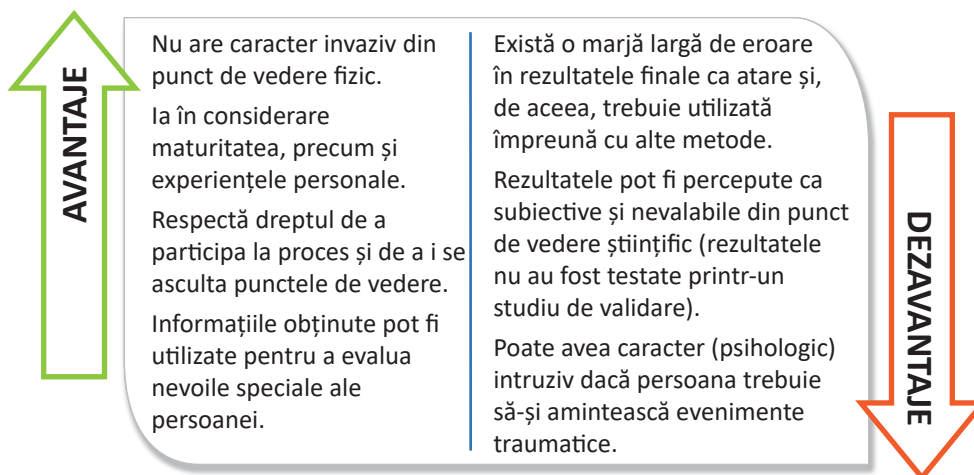 AVANTAJE
Nu are caracter invaziv din
punct de vedere fizic.
Ia în considerare
maturitatea, precum și
experiențele personale.
Respectă dreptul de a
participa la proces și de a i se
asculta punctele de vedere.
Informațiile obținute pot fi
utilizate pentru a evalua
nevoile speciale ale
persoanei.
Există o marjă largă de eroare
în rezultatele finale ca atare și,
de aceea, trebuie utilizată
împreună cu alte metode.
Rezultatele pot fi percepute ca
subiective și nevalabile din punct
de vedere științific (rezultatele
nu au fost testate printr-un
studiu de validare).
Poate avea caracter (psihologic)
intruziv dacă persoana trebuie
să-și amintească evenimente
traumatice.
DEZAVANTAJE